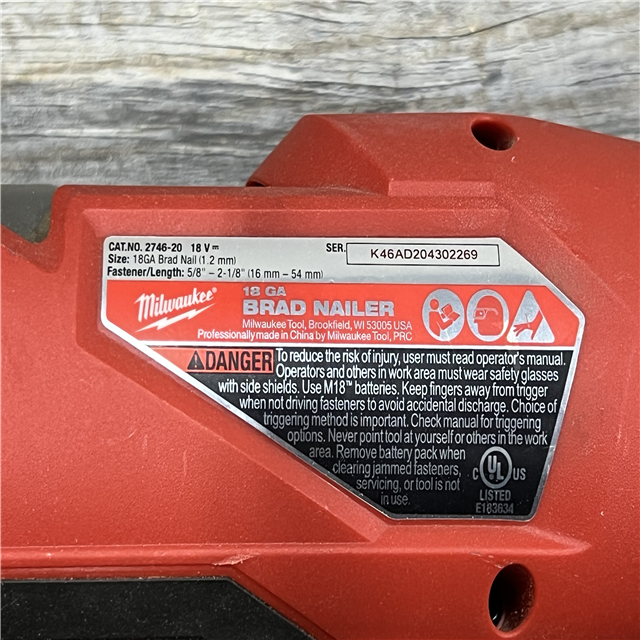 CAT.NO. 2746-20 18 V
SER. K46AD204302269
Size: 18GA Brad Nail (1.2 mm)
Fastener/Length: 5/8" – 2-1/8" (16 mm – 54 mm)
Milwaukee
18 GA
BRAD NAILER
Milwaukee Tool, Brookfield, WI 53005 USA
Professionally made in China by Milwaukee Tool, PRC
DANGER To reduce the risk of injury, user must read operator's manual.
Operators and others in work area must wear safety glasses
with side shields. Use M18™ batteries. Keep fingers away from trigger
when not driving fasteners to avoid accidental discharge. Choice of
triggering method is important. Check manual for triggering
options. Never point tool at yourself or others in the work
area. Remove battery pack when
clearing jammed fasteners,
servicing, or tool is not
in use.
C UL US
LISTED
E183634